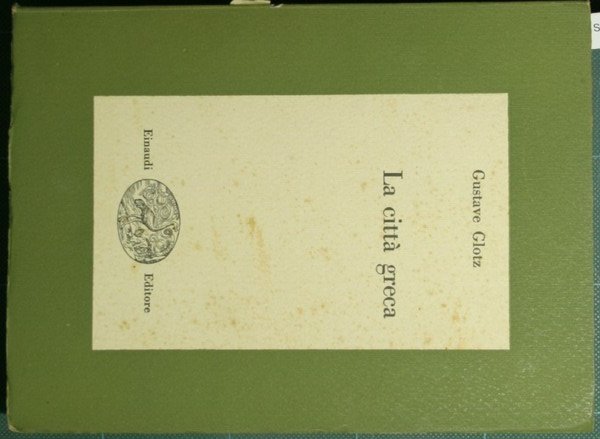 Gustave Glotz
La città greca
Einaudi Editore